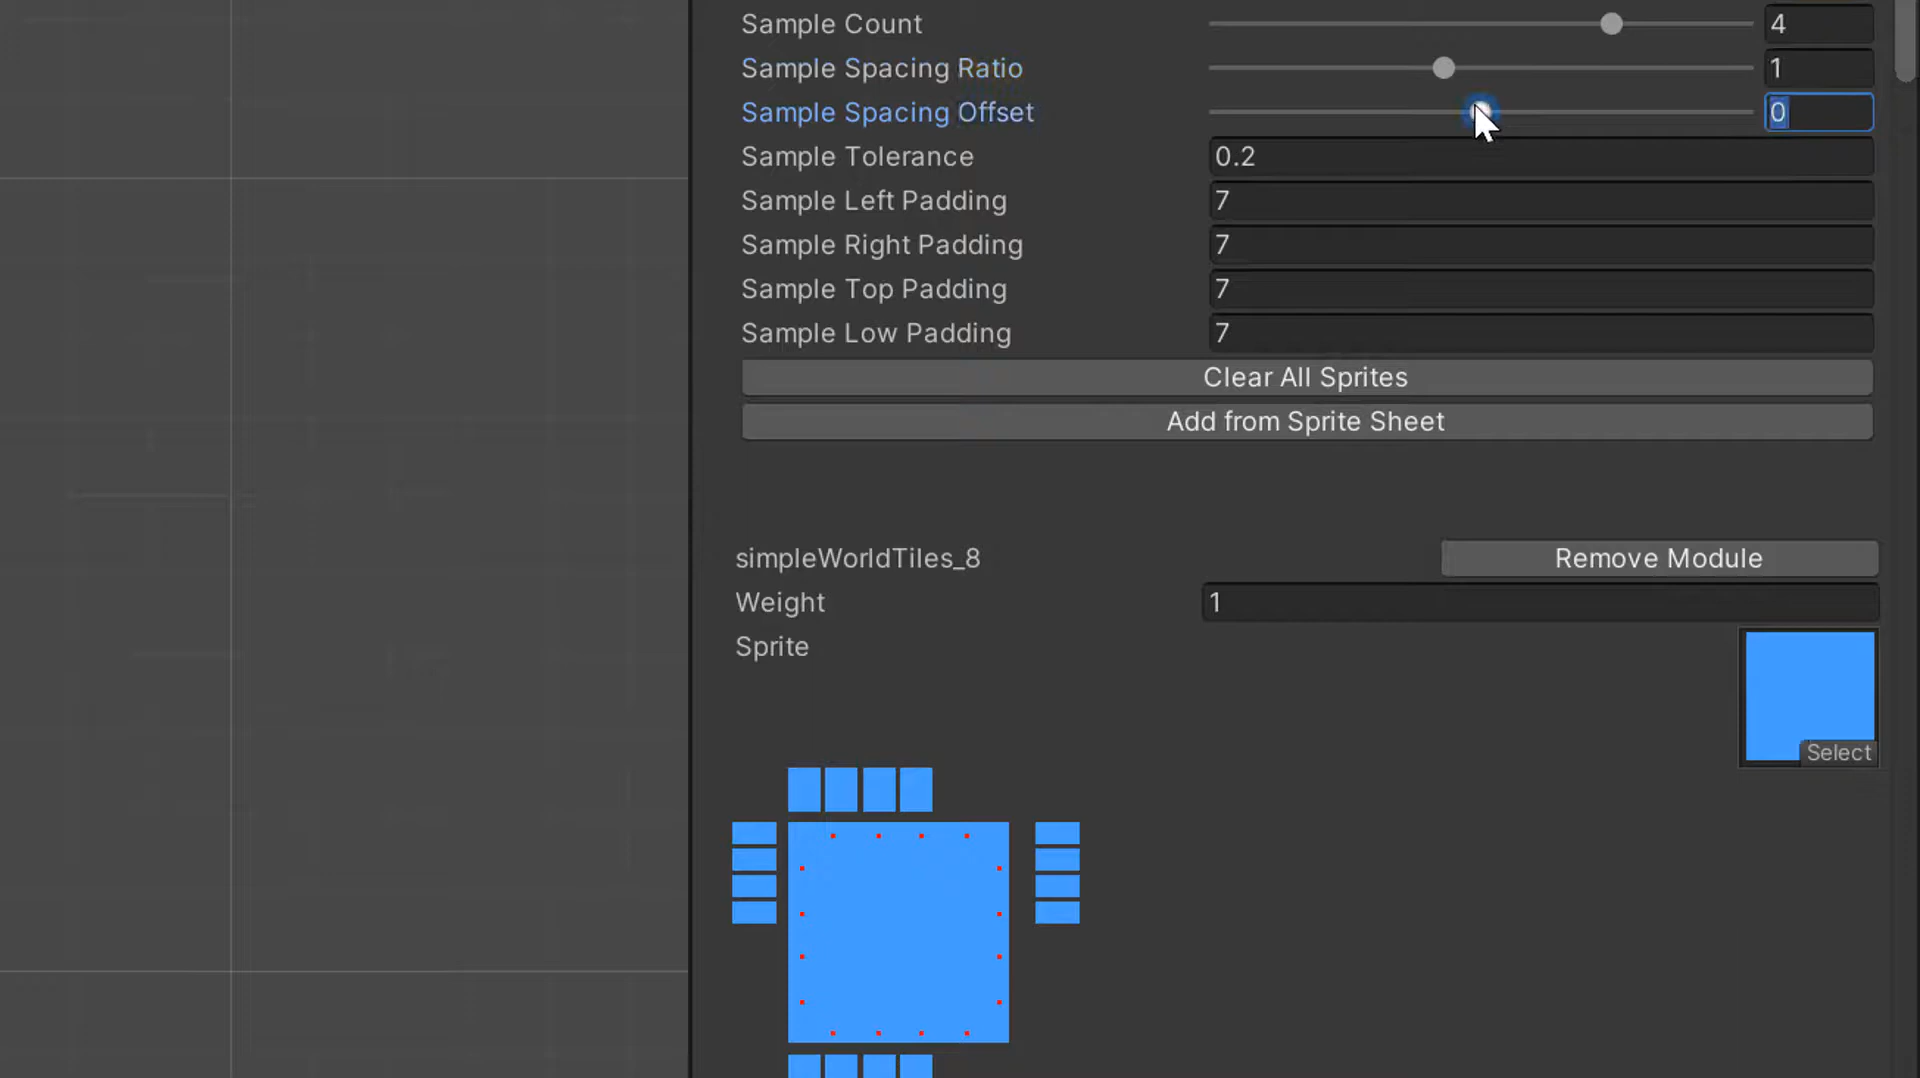 Sample Count 4
Sample Spacing Ratio 1
Sample Spacing Offset 0
Sample Tolerance 0.2
Sample Left Padding 7
Sample Right Padding 7
Sample Top Padding 7
Sample Low Padding 7
Clear All Sprites
Add from Sprite Sheet
simpleWorldTiles_8 Remove Module
Weight 1
Sprite
Select